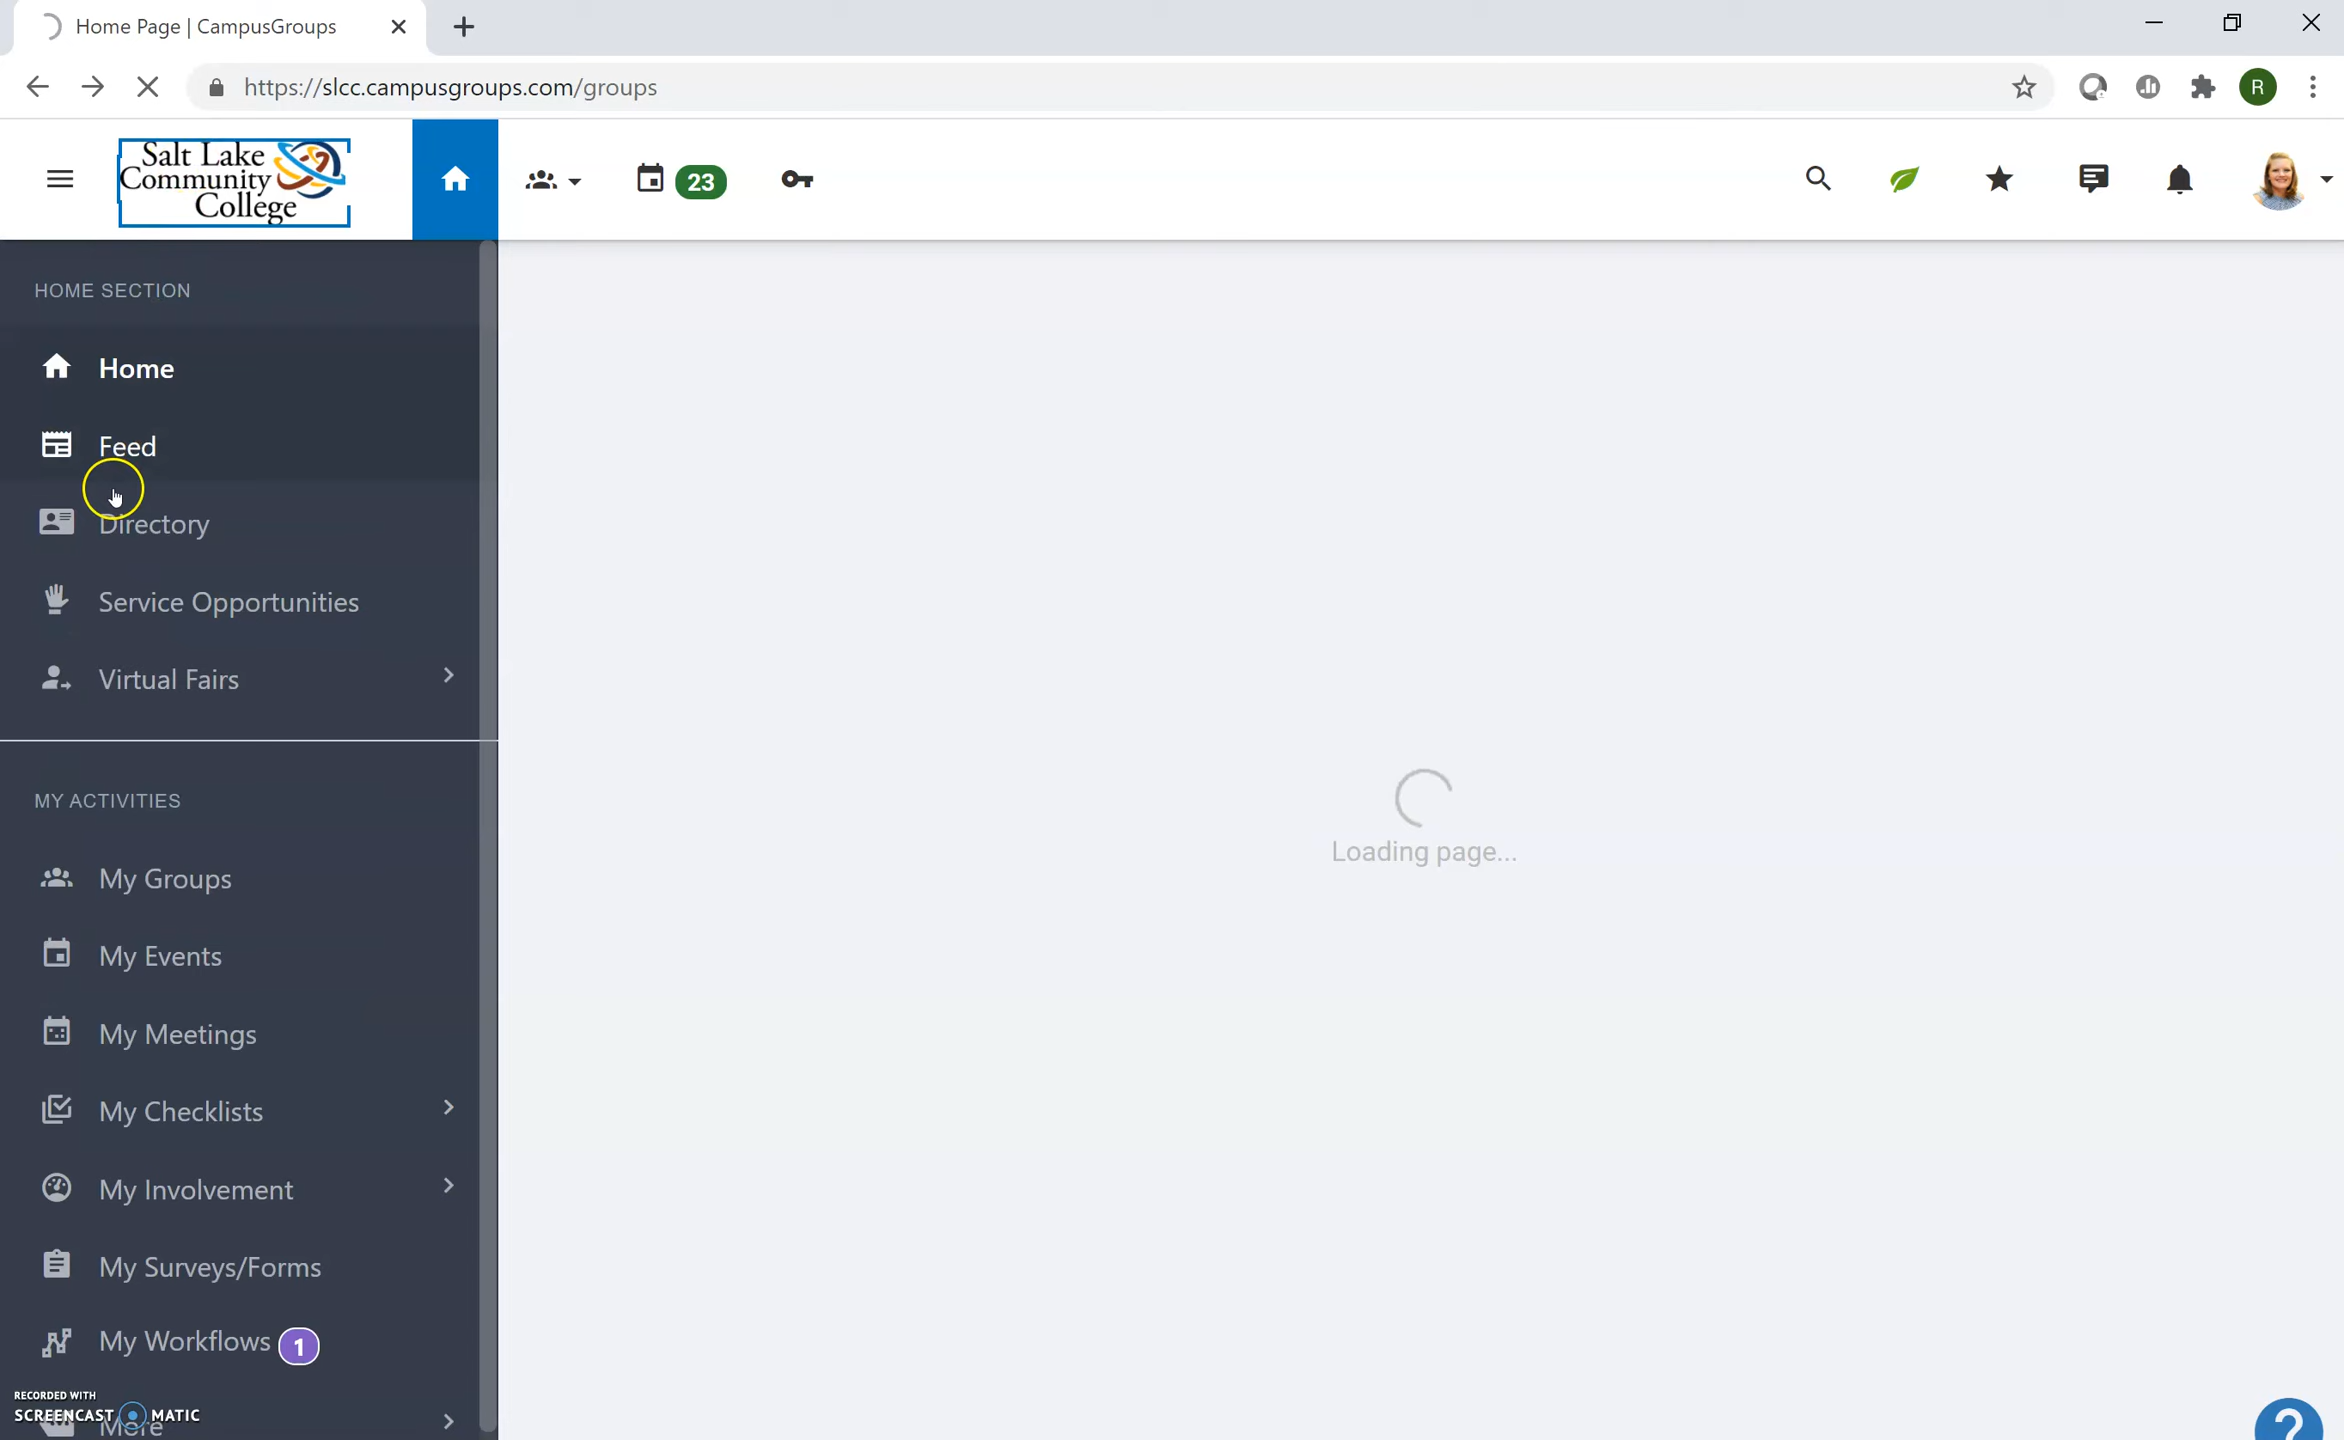 Home Page | CampusGroups
https://slcc.campusgroups.com/groups
R
Salt Lake
Community
College
23
HOME SECTION
Home
Feed
Directory
Service Opportunities
Virtual Fairs
MY ACTIVITIES
My Groups
My Events
My Meetings
My Checklists
My Involvement
My Surveys/Forms
My Workflows 1
More
RECORDED WITH
SCREENCAST MATIC
Loading page...
?